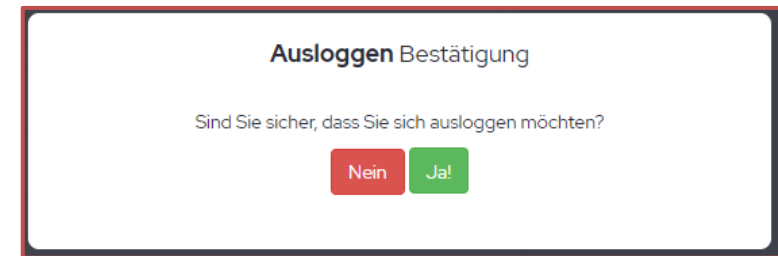 Ausloggen Bestätigung
Sind Sie sicher, dass Sie sich ausloggen möchten?
Nein Ja!